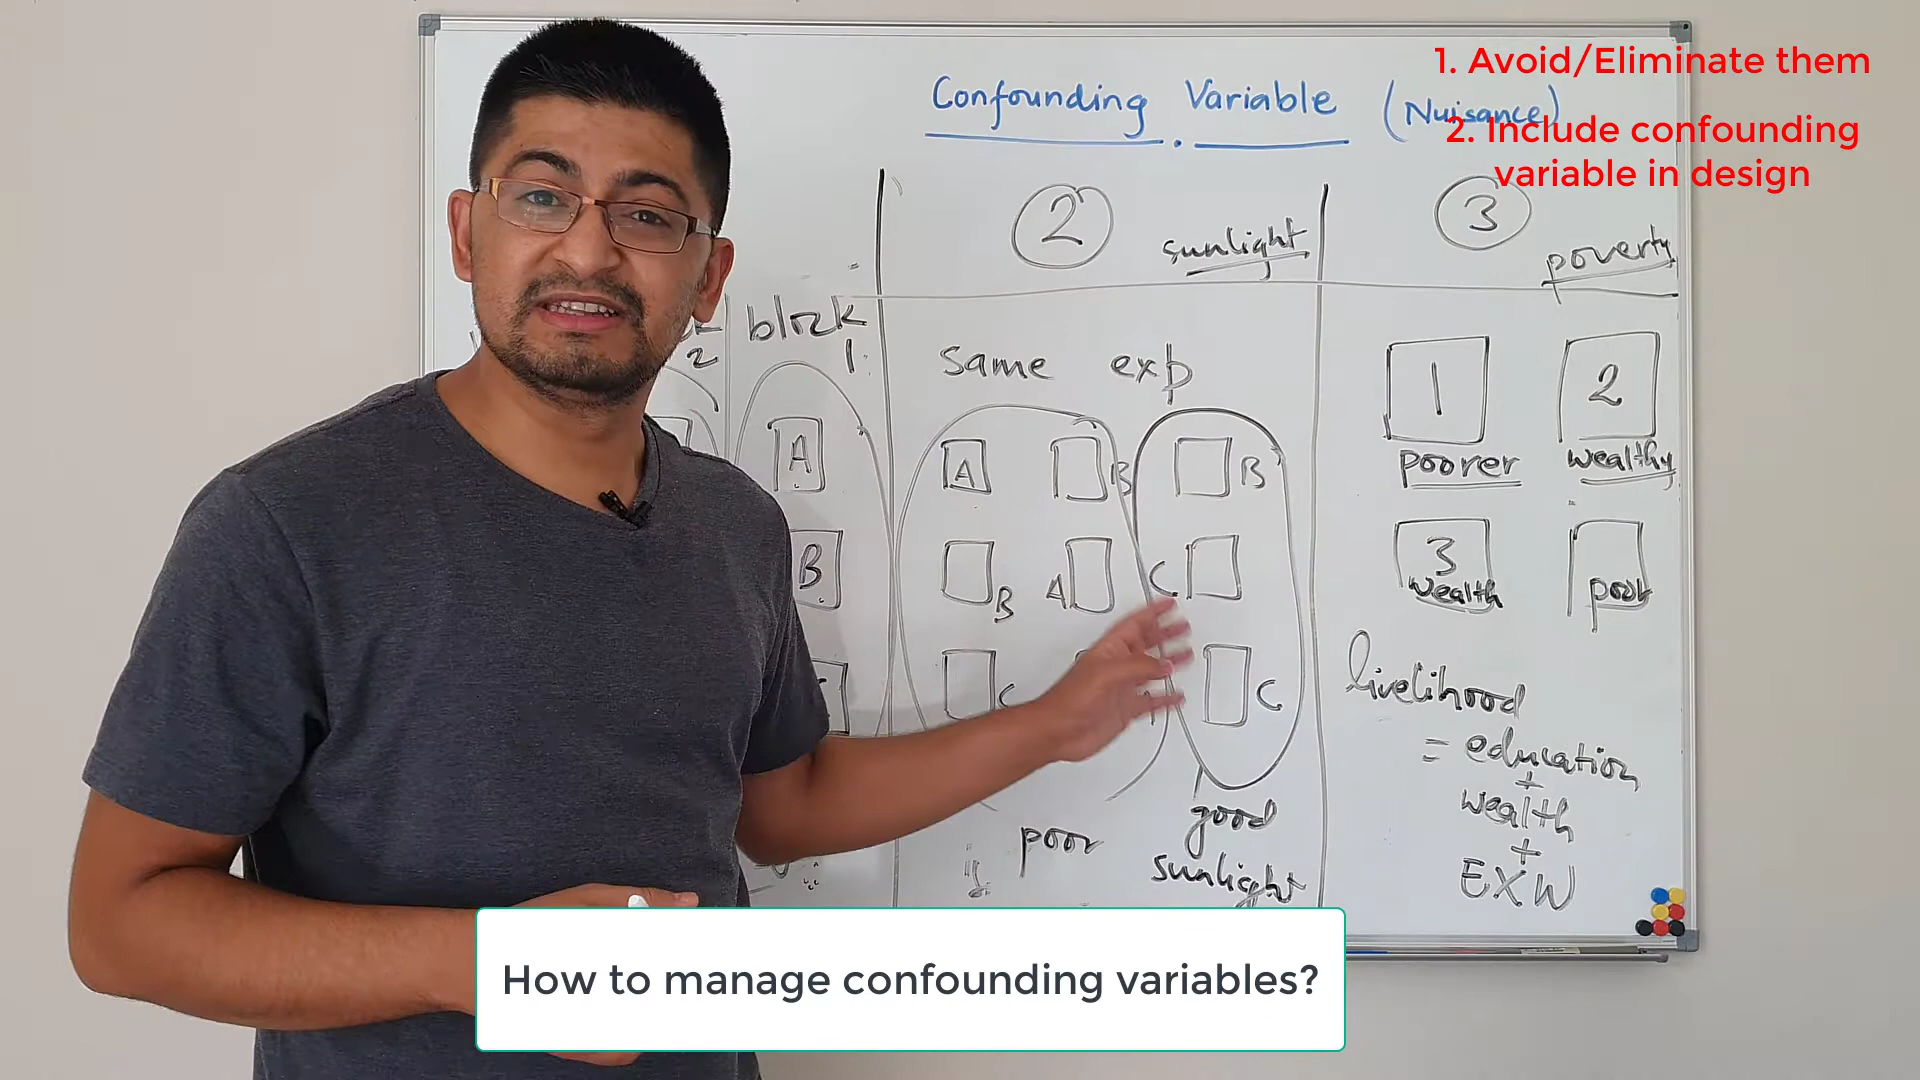 1. Avoid/Eliminate them
Confounding Variable (Nuisance)
2. Include confounding
variable in design
2
sunlight
3
poverty
2
block
1
same exp
1
2
poorer
wealthy
A
A
B
B
B
B
A
C
3
wealth
poor
C
C
livelihood
= education
+
wealth
+
EXW
poor
good
sunlight
How to manage confounding variables?